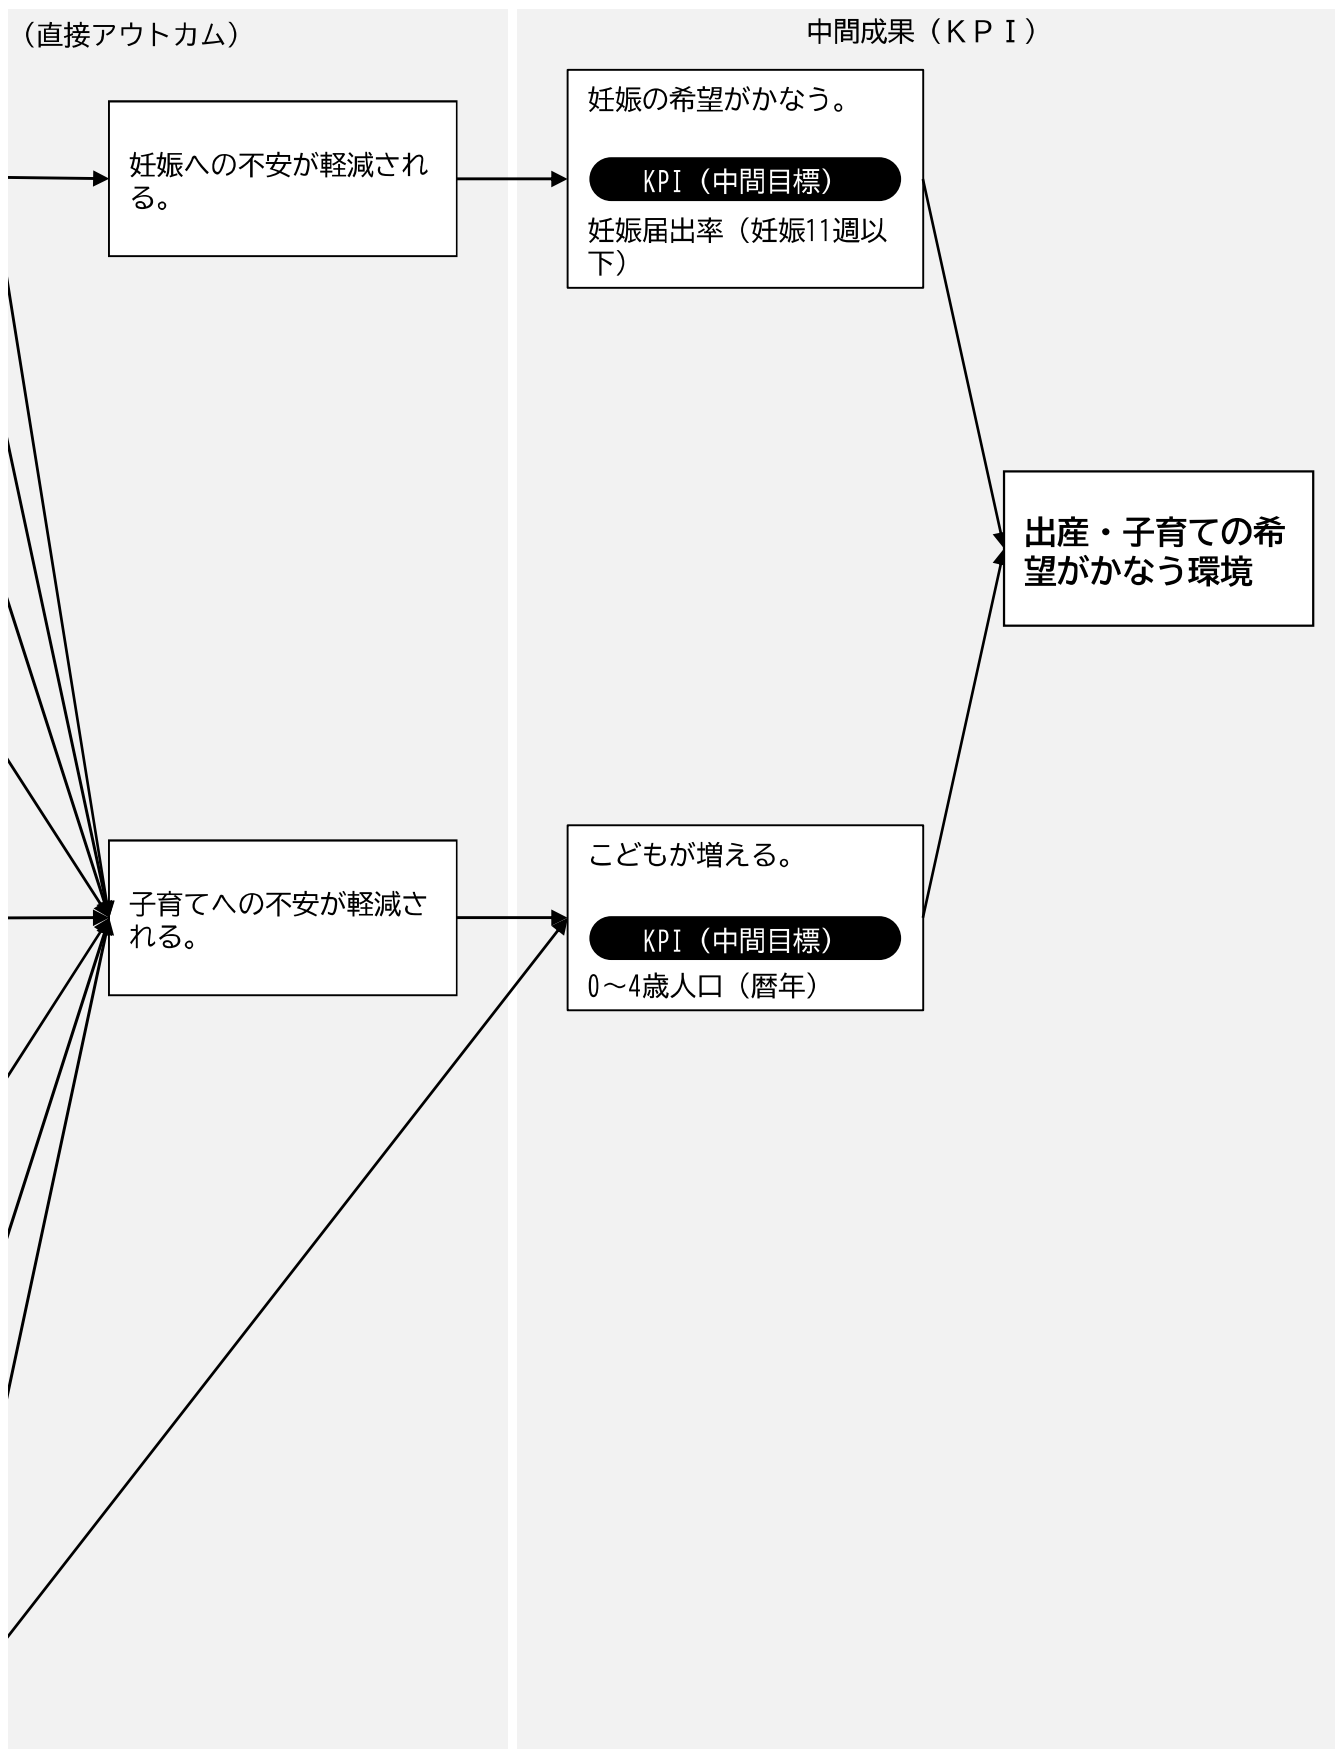 （直接アウトカム）
中間成果（ＫＰＩ）
妊娠への不安が軽減され
る。
妊娠の希望がかなう。
KPI（中間目標）
妊娠届出率（妊娠11週以
下）
出産・子育ての希
望がかなう環境
子育てへの不安が軽減さ
れる。
こどもが増える。
KPI（中間目標）
0～4歳人口（暦年）